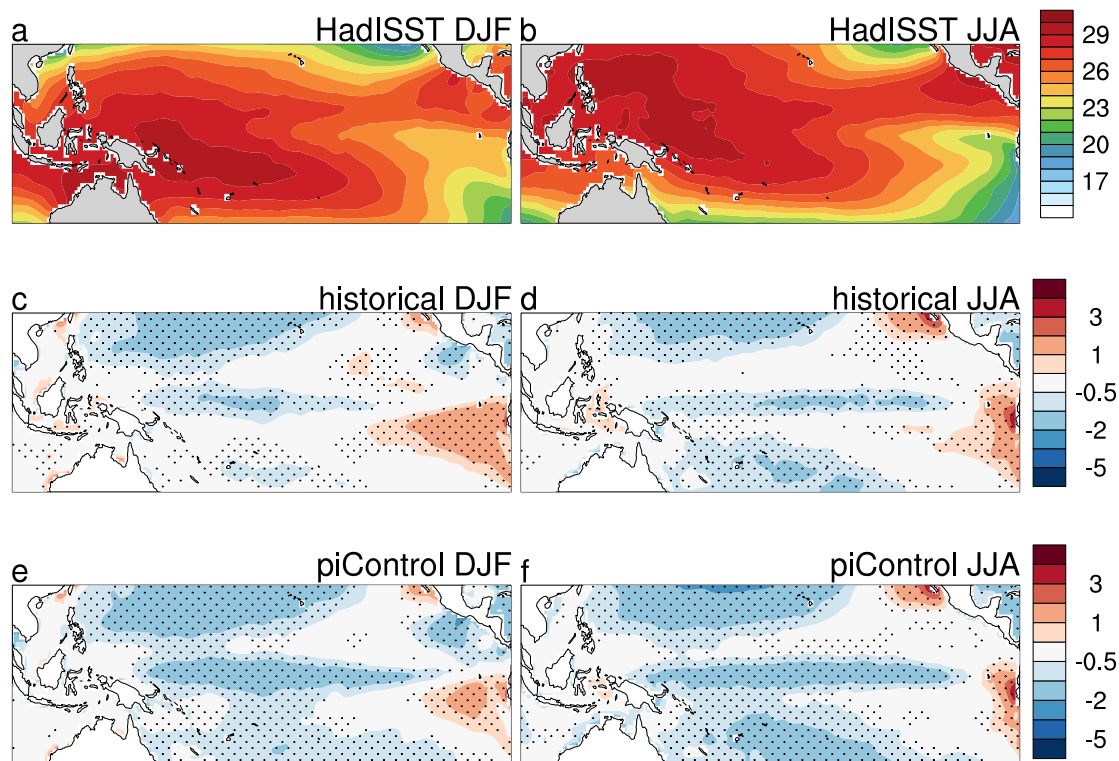 a HadISST DJF
b HadISST JJA
29
26
23
20
17
c historical DJF
d historical JJA
3
1
-0.5
-2
-5
e piControl DJF
f piControl JJA
3
1
-0.5
-2
-5